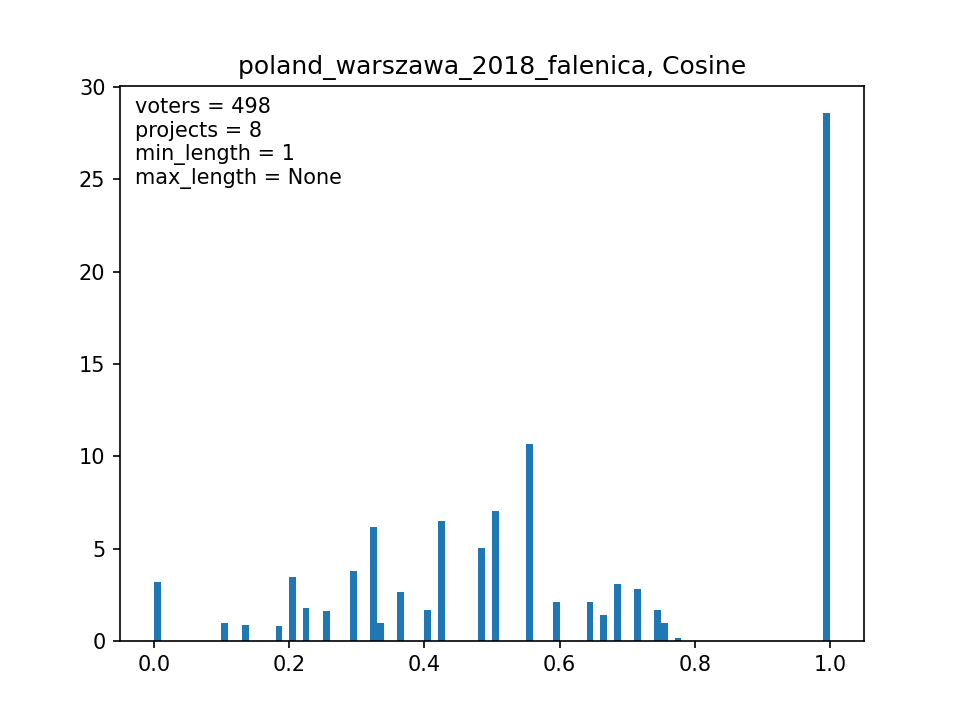 poland_warszawa_2018_falenica, Cosine
voters = 498
projects = 8
min_length = 1
max_length = None
30
25
20
15
10
5
0
0.0 0.2 0.4 0.6 0.8 1.0